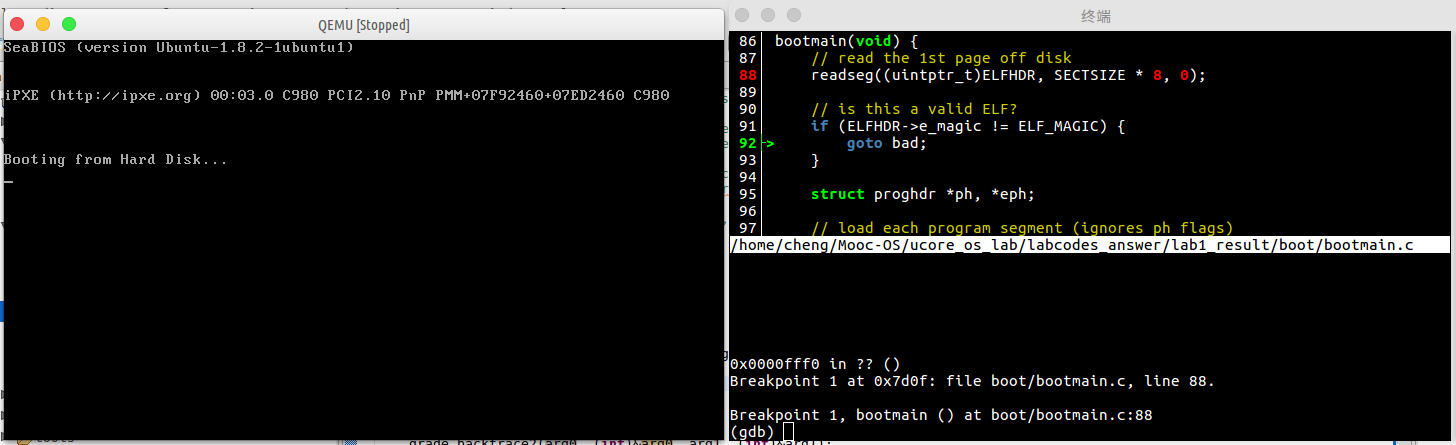 QEMU [Stopped]
SeaBIOS (version Ubuntu-1.8.2-1ubuntu1)
iPXE (http://ipxe.org) 00:03.0 C980 PCI2.10 PnP PMM+07F92460+07ED2460 C980
Booting from Hard Disk...
_
终端
86 bootmain(void) {
87 // read the 1st page off disk
88 readseg((uintptr_t)ELFHDR, SECTSIZE * 8, 0);
89
90 // is this a valid ELF?
91 if (ELFHDR->e_magic != ELF_MAGIC) {
92-> goto bad;
93 }
94
95 struct proghdr *ph, *eph;
96
97 // load each program segment (ignores ph flags)
/home/cheng/Mooc-OS/ucore_os_lab/labcodes_answer/lab1_result/boot/bootmain.c
0x0000fff0 in ?? ()
Breakpoint 1 at 0x7d0f: file boot/bootmain.c, line 88.
Breakpoint 1, bootmain () at boot/bootmain.c:88
(gdb)